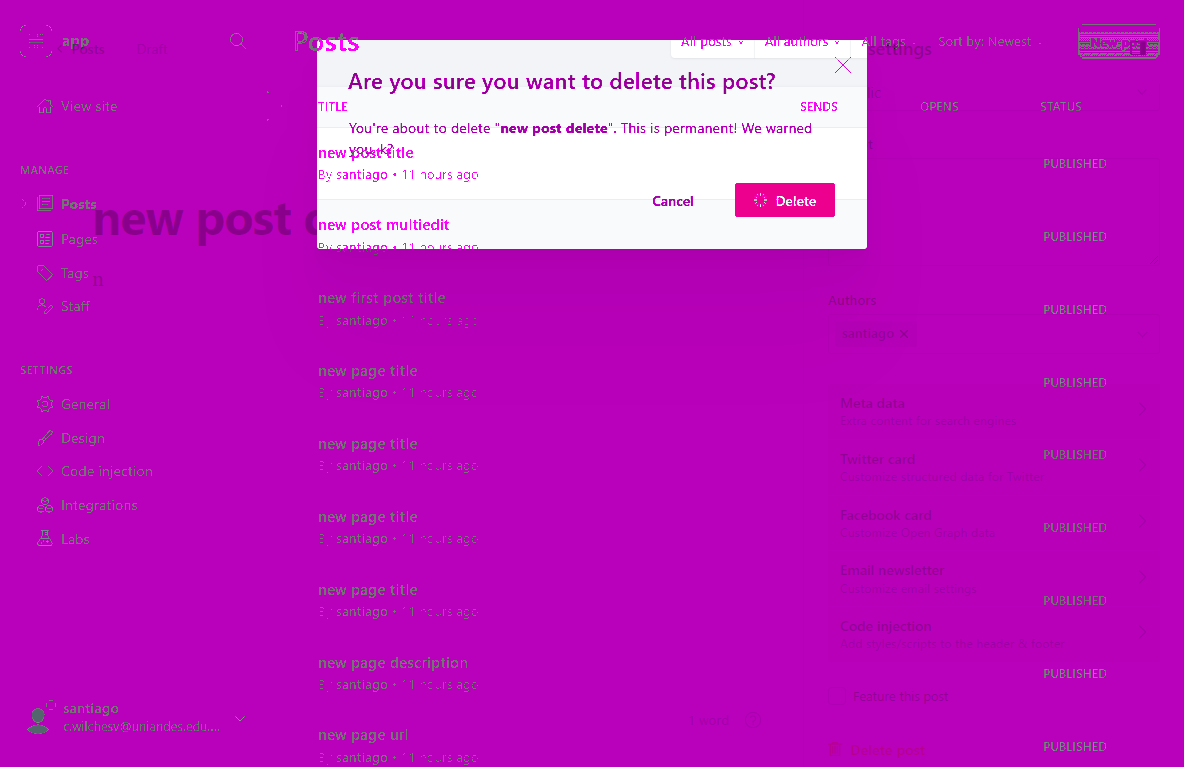 app
Posts
Draft
Posts
All posts
All authors
All tags
Sort by: Newest
settings
View site
Are you sure you want to delete this post?
TITLE
SENDS
OPENS
STATUS
You're about to delete "new post delete". This is permanent! We warned
you, k?
new post title
By santiago • 11 hours ago
PUBLISHED
Cancel
Delete
MANAGE
Posts
Pages
Tags
Staff
new post
n
new post multiedit
By santiago • 11 hours ago
PUBLISHED
new first post title
By santiago • 11 hours ago
PUBLISHED
Authors
santiago
new page title
By santiago • 11 hours ago
PUBLISHED
SETTINGS
General
Design
Code injection
Integrations
Labs
Meta data
Extra content for search engines
new page title
By santiago • 11 hours ago
PUBLISHED
Twitter card
Customize structured data for Twitter
new page title
By santiago • 11 hours ago
PUBLISHED
Facebook card
Customize Open Graph data
new page title
By santiago • 11 hours ago
PUBLISHED
Email newsletter
Customize email settings
Code injection
Add styles/scripts to the header & footer
new page description
By santiago • 11 hours ago
PUBLISHED
Feature this post
1 word
santiago
c.wilchesv@uniandes.edu....
new page url
By santiago • 11 hours ago
PUBLISHED
Delete post